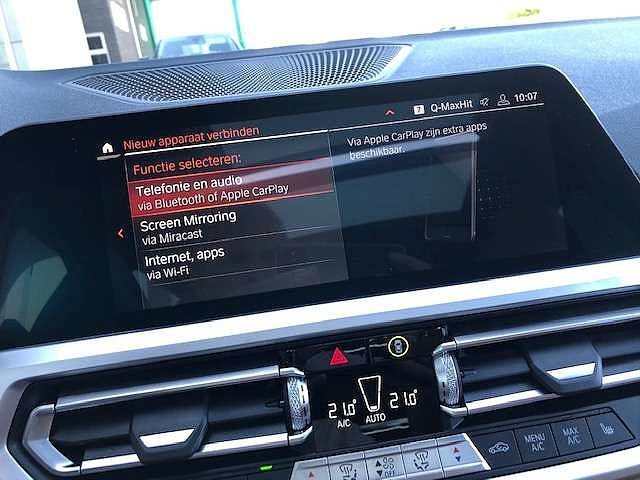 7 Q-MaxHit 10:07
Nieuw apparaat verbinden
Functie selecteren:
Telefonie en audio
via Bluetooth of Apple CarPlay
Screen Mirroring
via Miracast
Internet, apps
via Wi-Fi
Via Apple CarPlay zijn extra apps
beschikbaar.
21.0° 21.0°
A/C AUTO
OFF
MENU
A/C
MAX
A/C